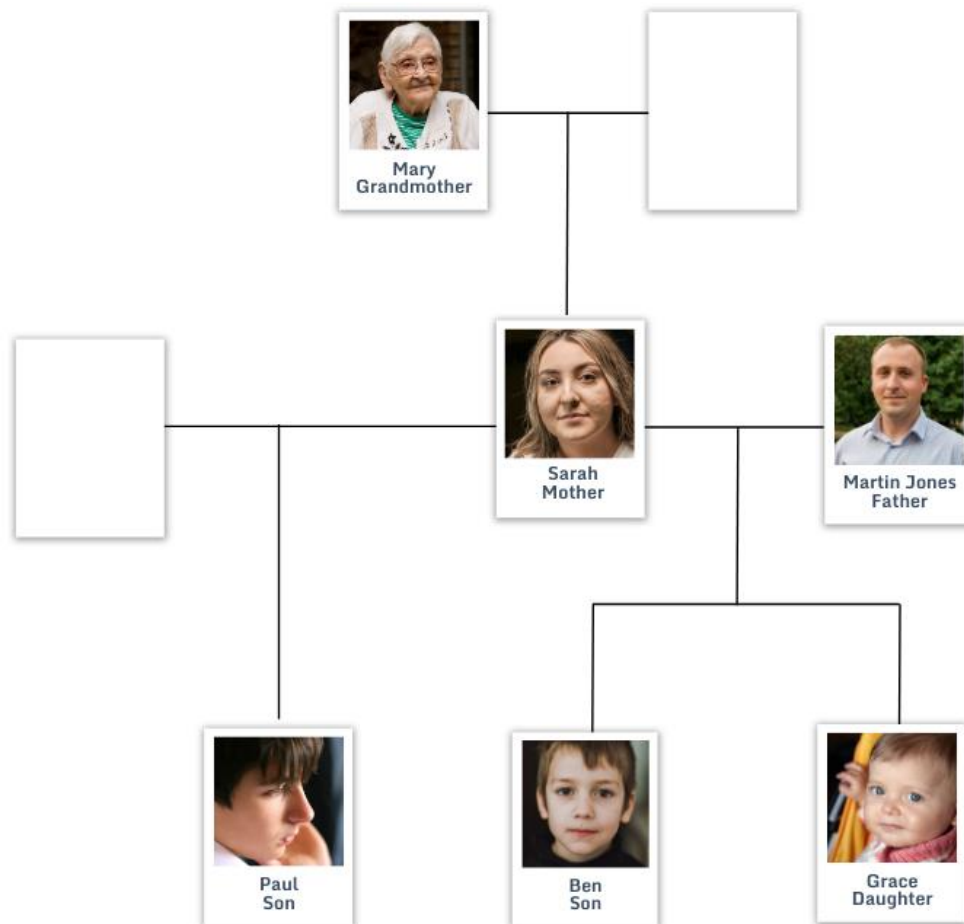 Mary
Grandmother
Sarah
Mother
Martin Jones
Father
Paul
Son
Ben
Son
Grace
Daughter